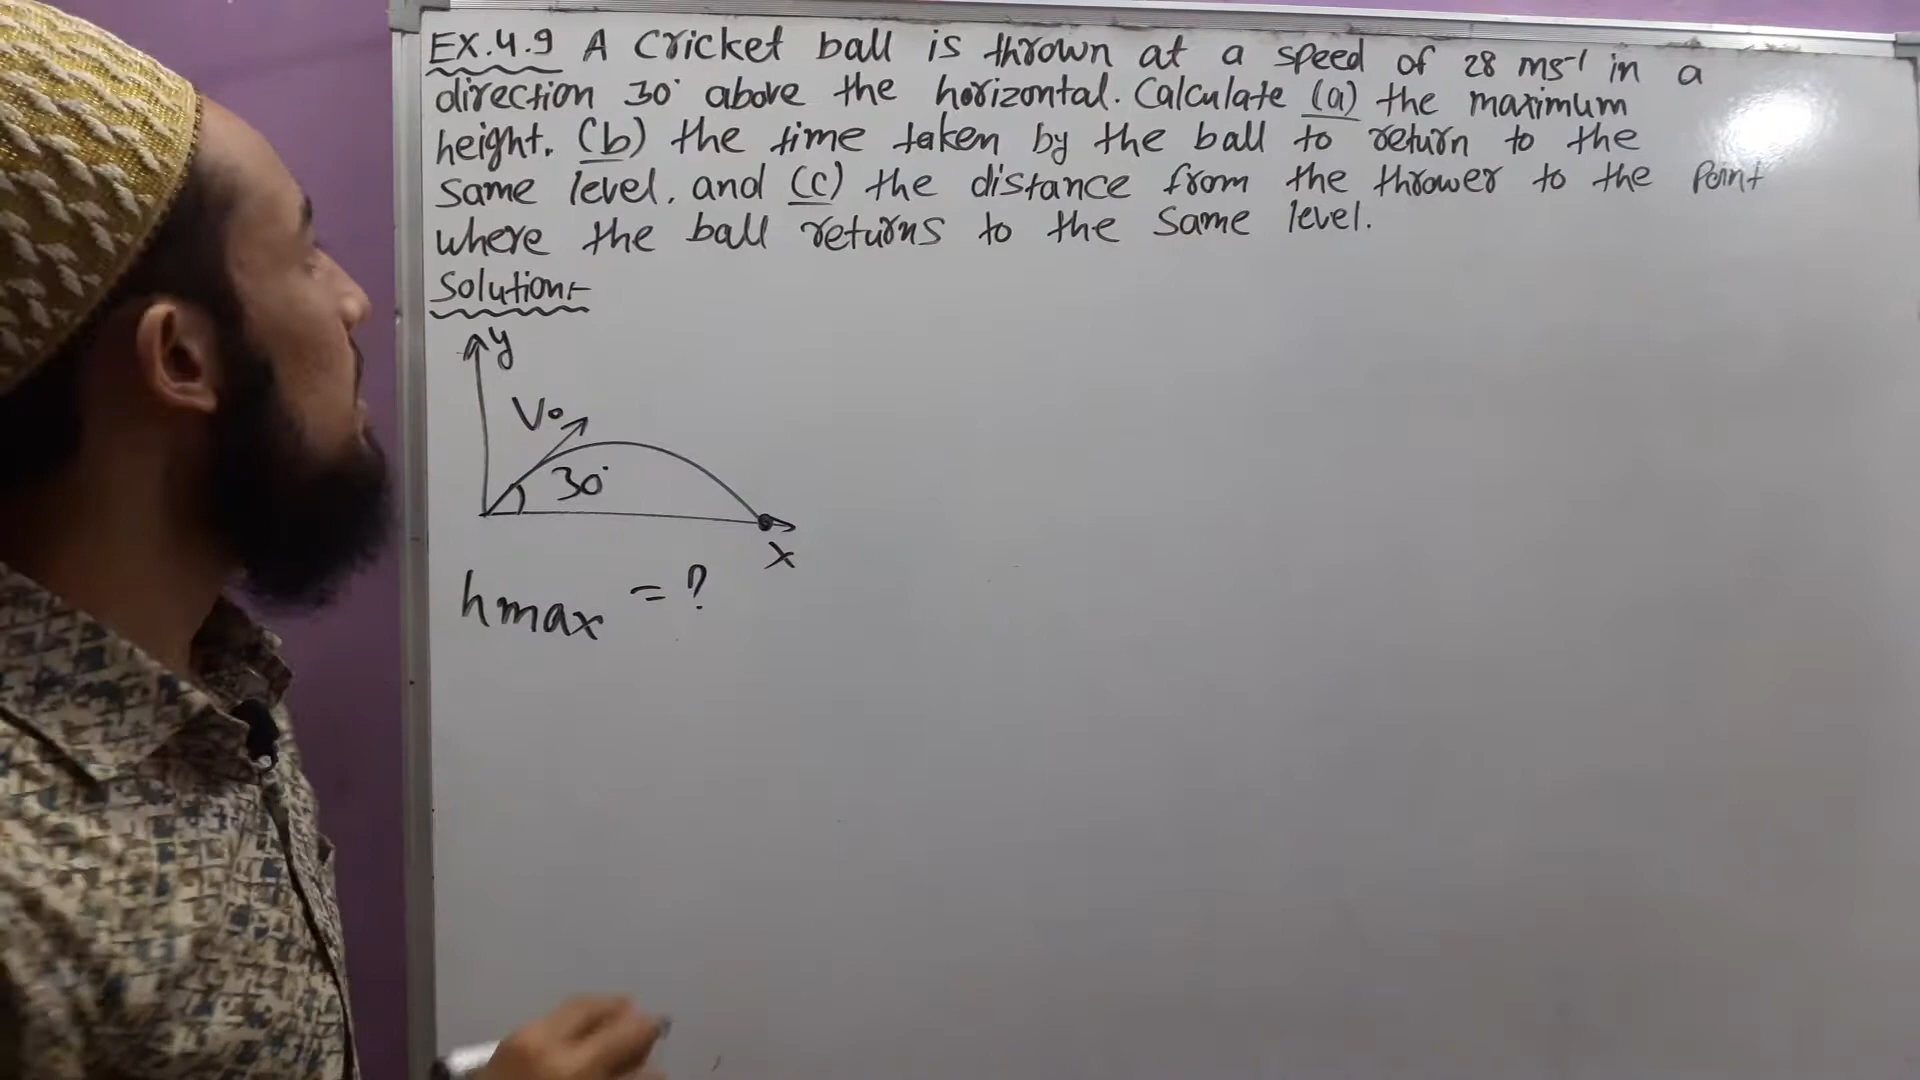 EX.4.9 A Cricket ball is thrown at a speed of 28 ms⁻¹ in a
direction 30° above the horizontal. Calculate (a) the maximum
height. (b) the time taken by the ball to return to the
same level. and (c) the distance from the thrower to the Point
where the ball returns to the same level.
Solution:-
y
V₀
30°
X
hmax = ?